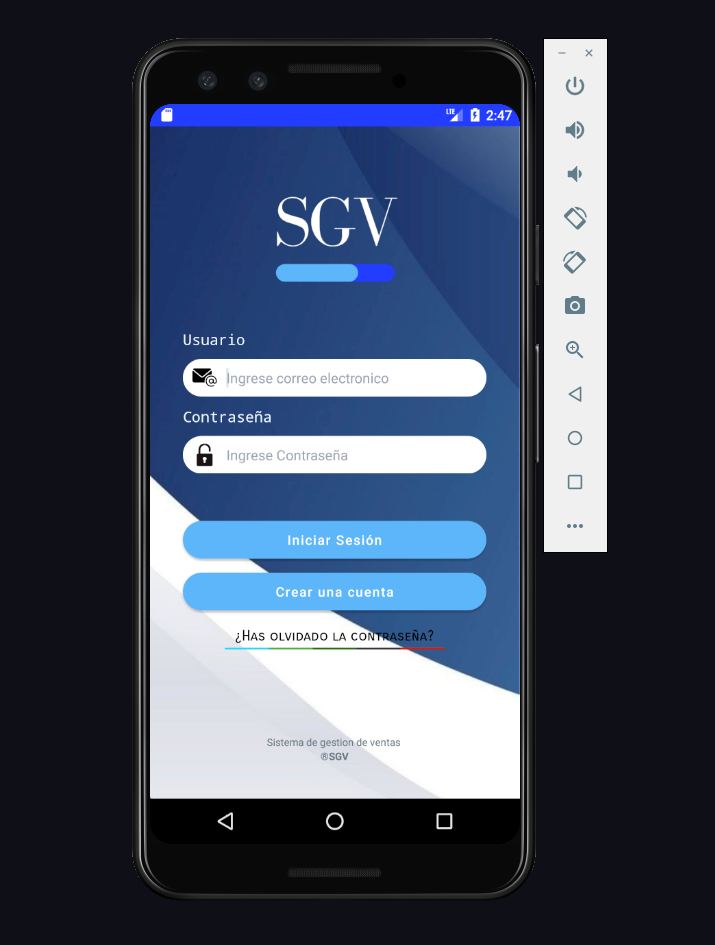 LTE 2:47
SGV
Usuario
Ingrese correo electronico
Contraseña
Ingrese Contraseña
Iniciar Sesión
Crear una cuenta
¿Has olvidado la contraseña?
Sistema de gestion de ventas
®SGV